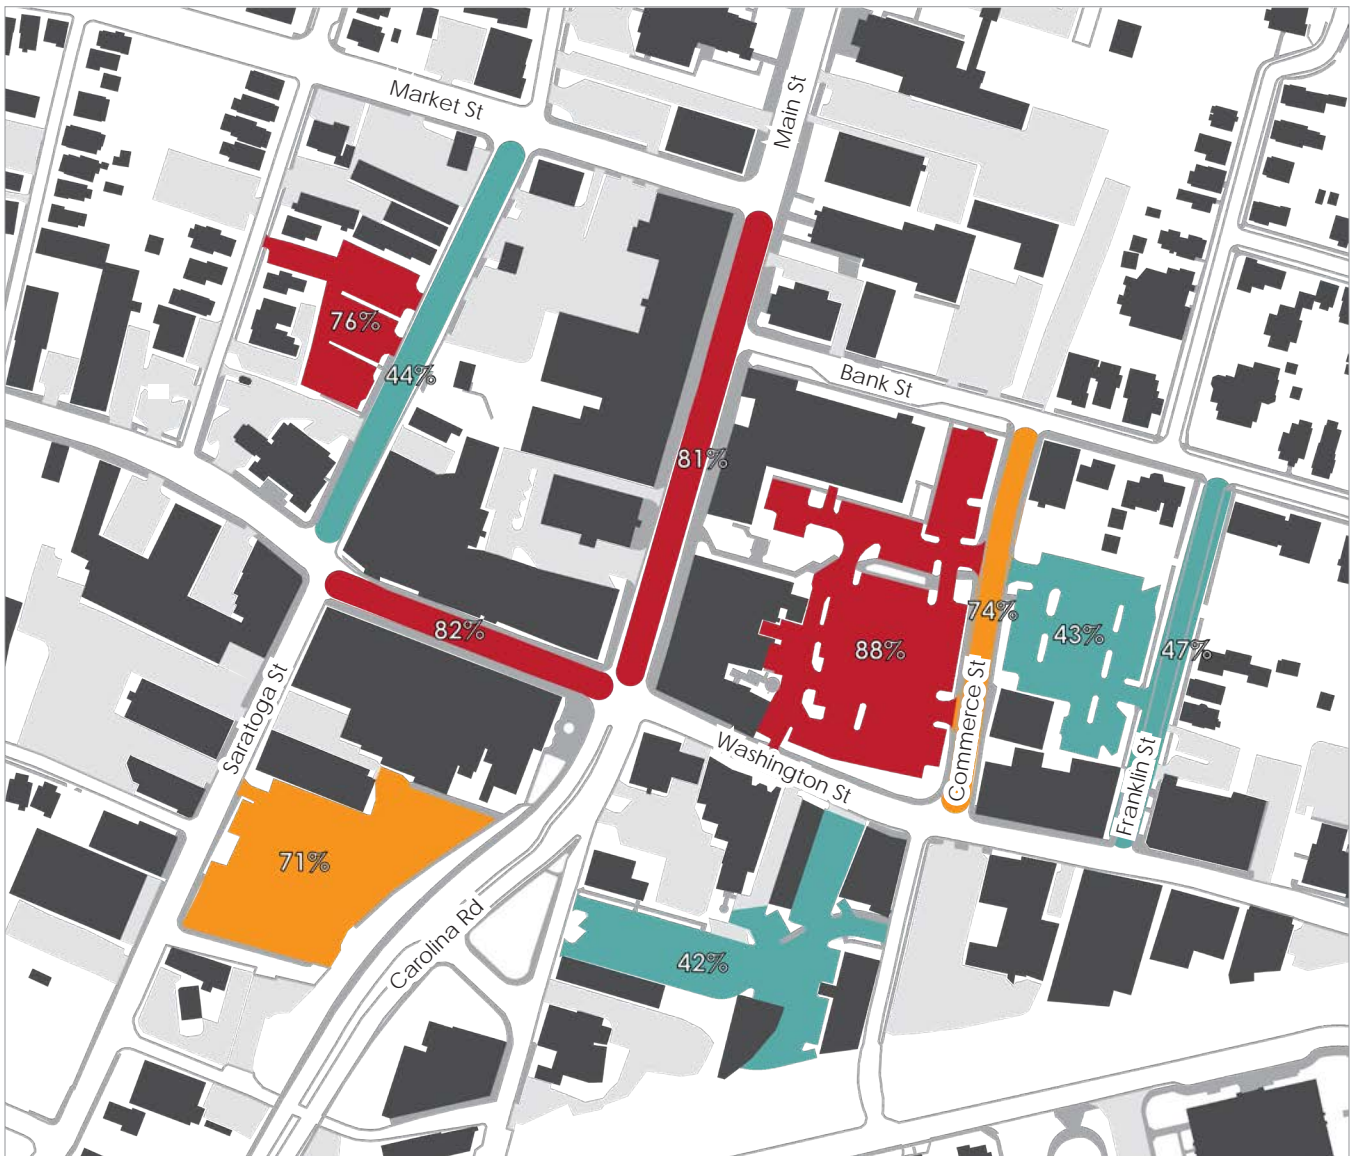 Market St
Main St
76%
44%
Bank St
81%
82%
88%
74%
43%
47%
Saratoga St
Washington St
Commerce St
Franklin St
71%
Carolina Rd
42%